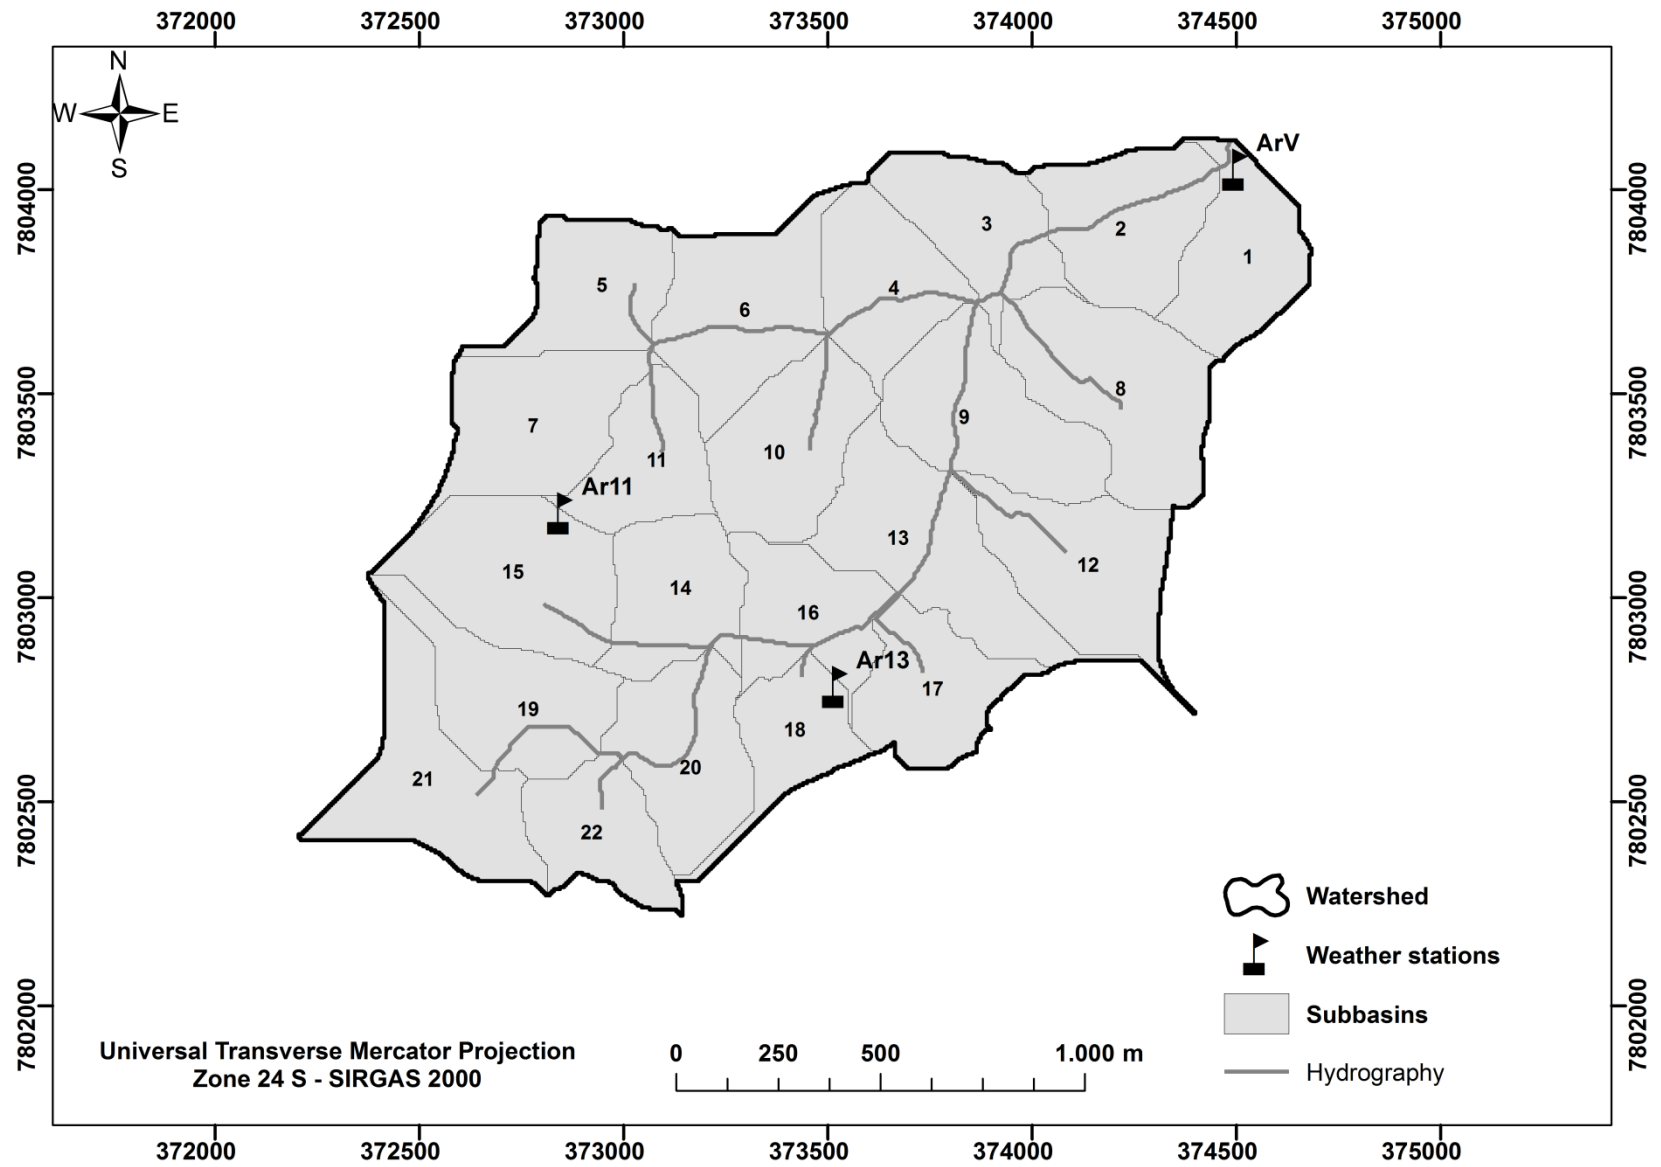 372000 372500 373000 373500 374000 374500 375000
N
W E
S
ArV
7804000 7804000
3
2
1
5
4
6
7803500 7803500
8
9
7
10
11
Ar11
13
12
15
14
16
7803000 7803000
Ar13
17
19
18
20
21
7802500 7802500
22
Watershed
Weather stations
Subbasins
7802000 7802000
Universal Transverse Mercator Projection
Zone 24 S - SIRGAS 2000
0 250 500 1.000 m
Hydrography
372000 372500 373000 373500 374000 374500 375000